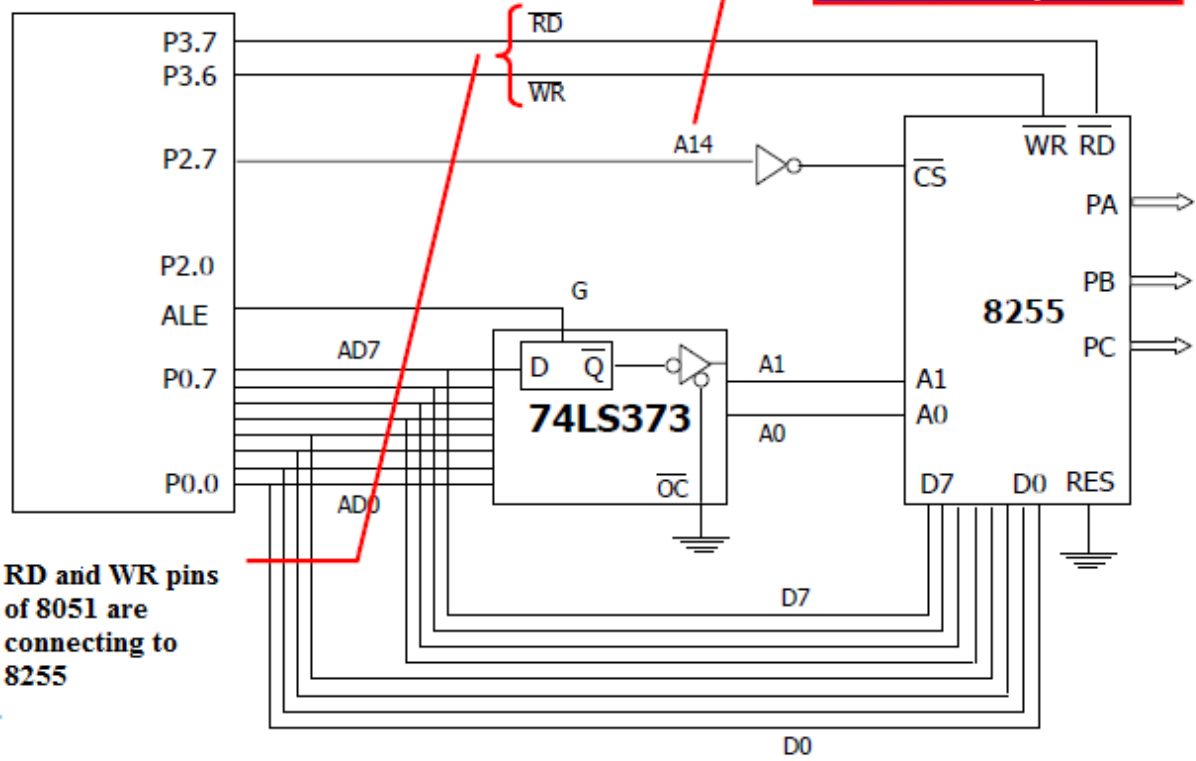 P3.7
P3.6
P2.7
P2.0
ALE
P0.7
P0.0
RD
WR
A14
G
AD7
AD0
D Q
74LS373
OC
A1
A0
WR RD
CS
PA
PB
8255
PC
A1
A0
D7 D0 RES
D7
D0
RD and WR pins
of 8051 are
connecting to
8255